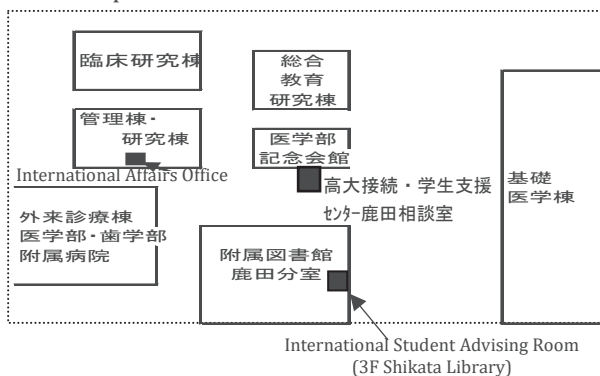 臨床研究棟
総合
教育
研究棟
管理棟・
研究棟
医学部
記念会館
International Affairs Office
高大接続・学生支援
センター鹿田相談室
基礎
医学棟
外来診療棟
医学部・歯学部
附属病院
附属図書館
鹿田分室
International Student Advising Room
(3F Shikata Library)